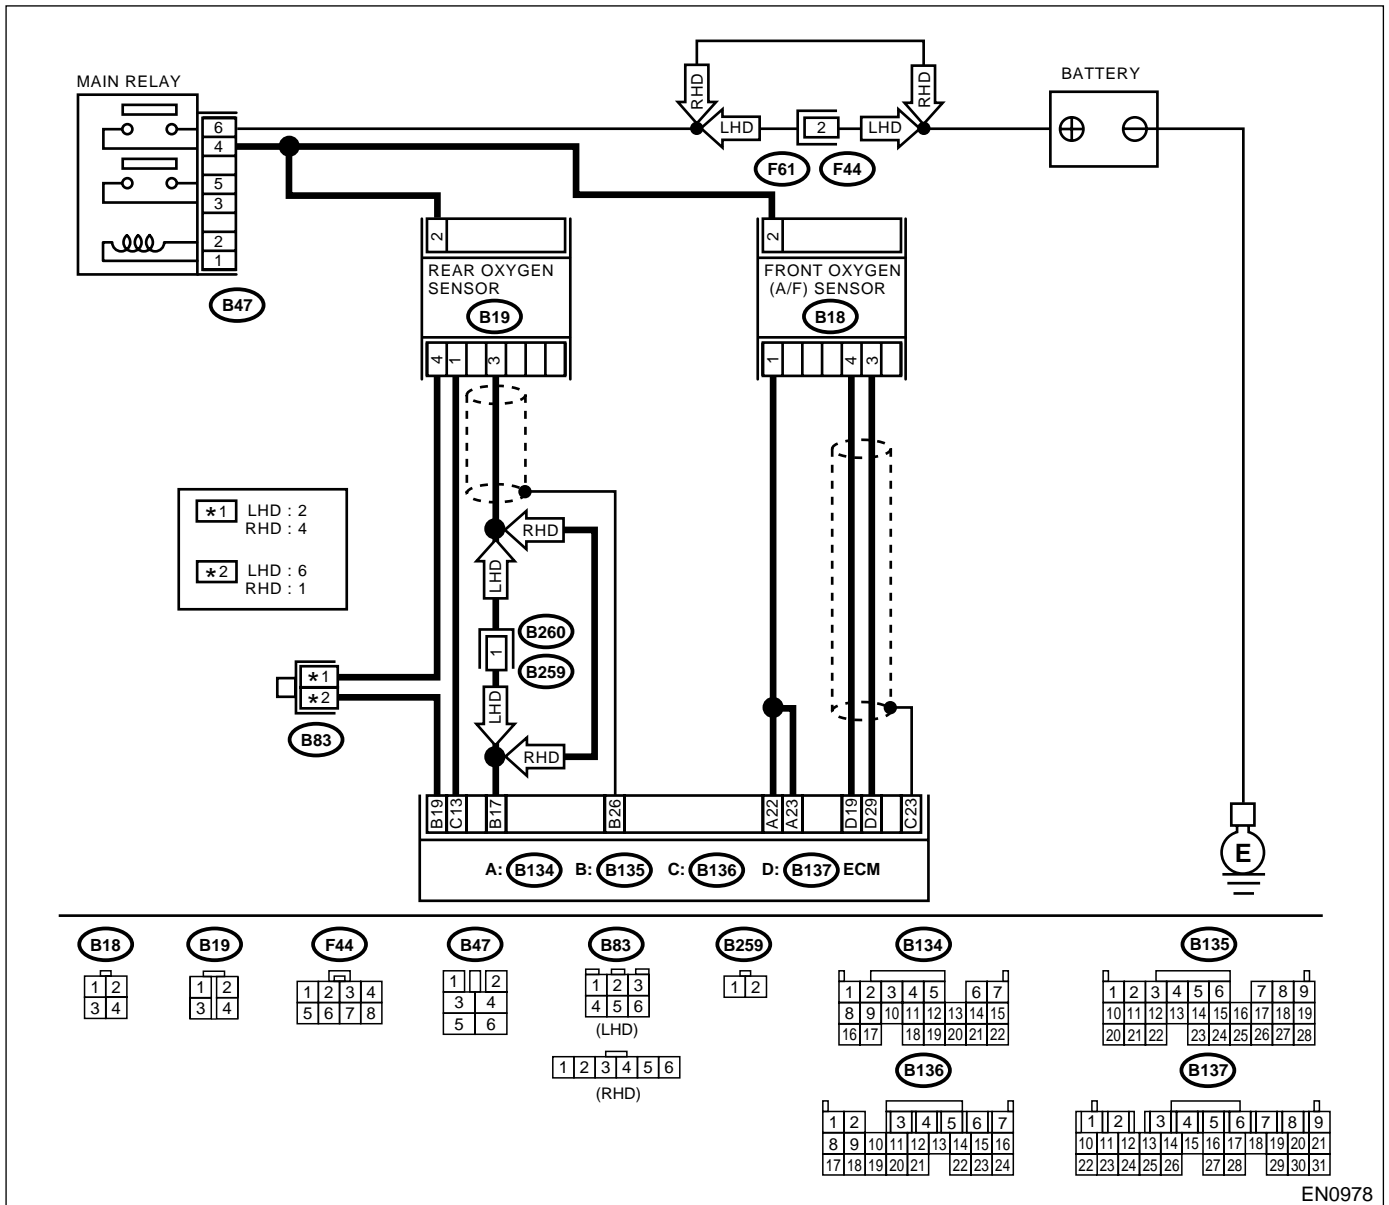 MAIN RELAY
BATTERY
RHD
RHD
LHD
2
LHD
F61
F44
6
4
5
3
2
1
B47
2
REAR OXYGEN
SENSOR
B19
4 1 3
2
FRONT OXYGEN
(A/F) SENSOR
B18
1 4 3
*1 LHD : 2
RHD : 4
*2 LHD : 6
RHD : 1
RHD
LHD
B260
1
B259
LHD
RHD
*1
*2
B83
B19 C13 B17 B26 A22 A23 D19 D29 C23
A: B134 B: B135 C: B136 D: B137 ECM
E
B18
1 2
3 4
B19
1 2
3 4
F44
1 2 3 4
5 6 7 8
B47
1 2
3 4
5 6
B83
1 2 3
4 5 6
(LHD)
1 2 3 4 5 6
(RHD)
B259
1 2
B134
1 2 3 4 5 6 7
8 9 10 11 12 13 14 15
16 17 18 19 20 21 22
B135
1 2 3 4 5 6 7 8 9
10 11 12 13 14 15 16 17 18 19
20 21 22 23 24 25 26 27 28
B136
1 2 3 4 5 6 7
8 9 10 11 12 13 14 15 16
17 18 19 20 21 22 23 24
B137
1 2 3 4 5 6 7 8 9
10 11 12 13 14 15 16 17 18 19 20 21
22 23 24 25 26 27 28 29 30 31
EN0978